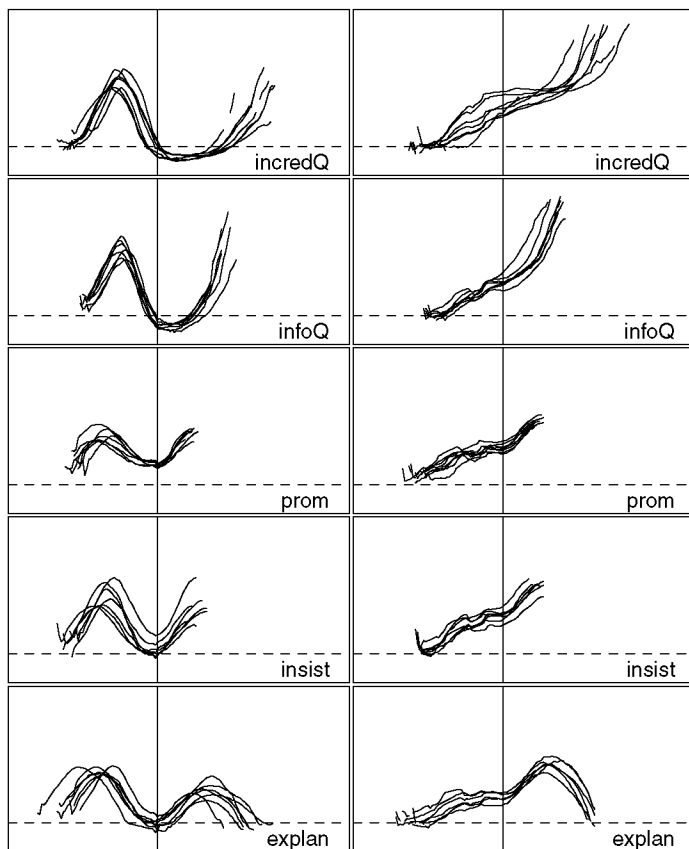 incredQ
incredQ
infoQ
infoQ
prom
prom
insist
insist
explan
explan